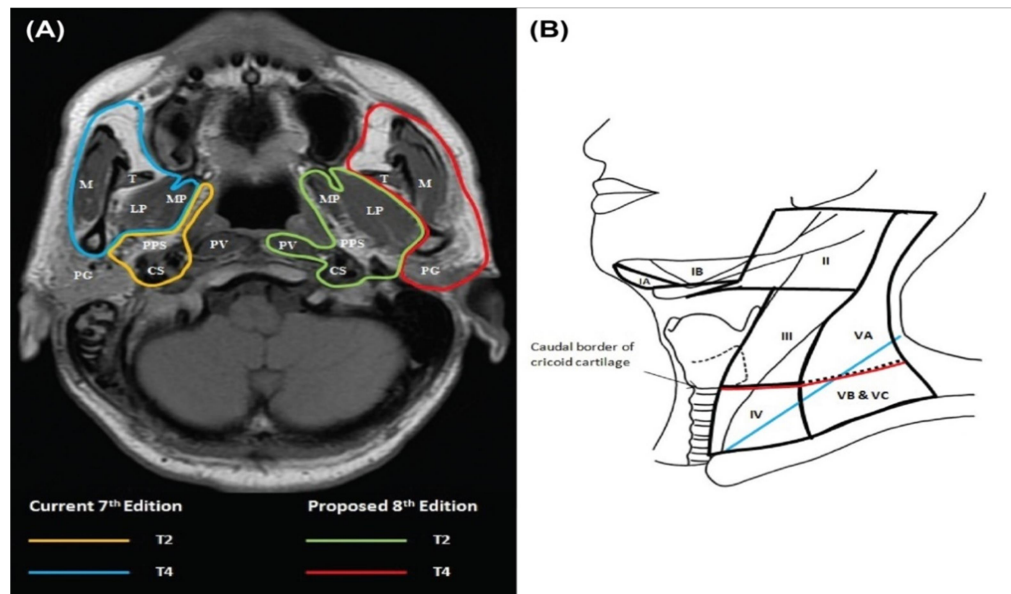 (A)
M
T
LP
MP
PPS
PG
CS
PV
T
M
MP
LP
PV
PPS
CS
PG
Current 7th Edition
Proposed 8th Edition
T2
T2
T4
T4
(B)
IA
IB
II
III
VA
Caudal border of
cricoid cartilage
IV
VB & VC